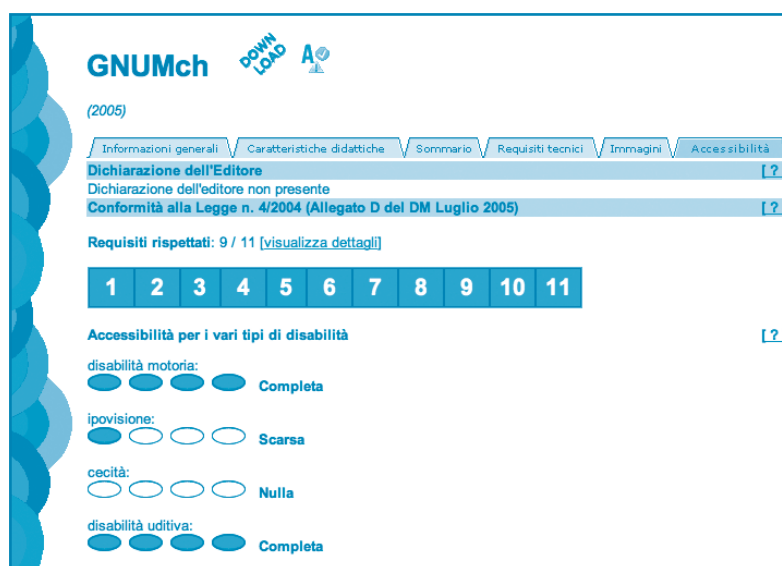 GNUMch DOWN LOAD A
(2005)
Informazioni generali Caratteristiche didattiche Sommario Requisiti tecnici Immagini Accessibilità
Dichiarazione dell'Editore [ ?
Dichiarazione dell'editore non presente
Conformità alla Legge n. 4/2004 (Allegato D del DM Luglio 2005) [ ?
Requisiti rispettati: 9 / 11 [visualizza dettagli]
1 2 3 4 5 6 7 8 9 10 11
Accessibilità per i vari tipi di disabilità [ ?
disabilità motoria:
Completa
ipovisione:
Scarsa
cecità:
Nulla
disabilità uditiva:
Completa